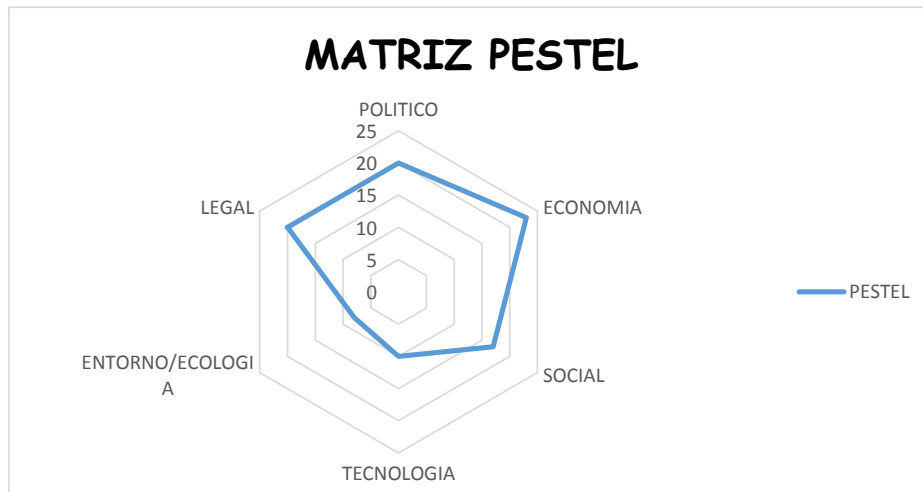 MATRIZ PESTEL
POLITICO
25
20
15
10
5
0
ECONOMIA
SOCIAL
TECNOLOGIA
ENTORNO/ECOLOGI
A
LEGAL
PESTEL